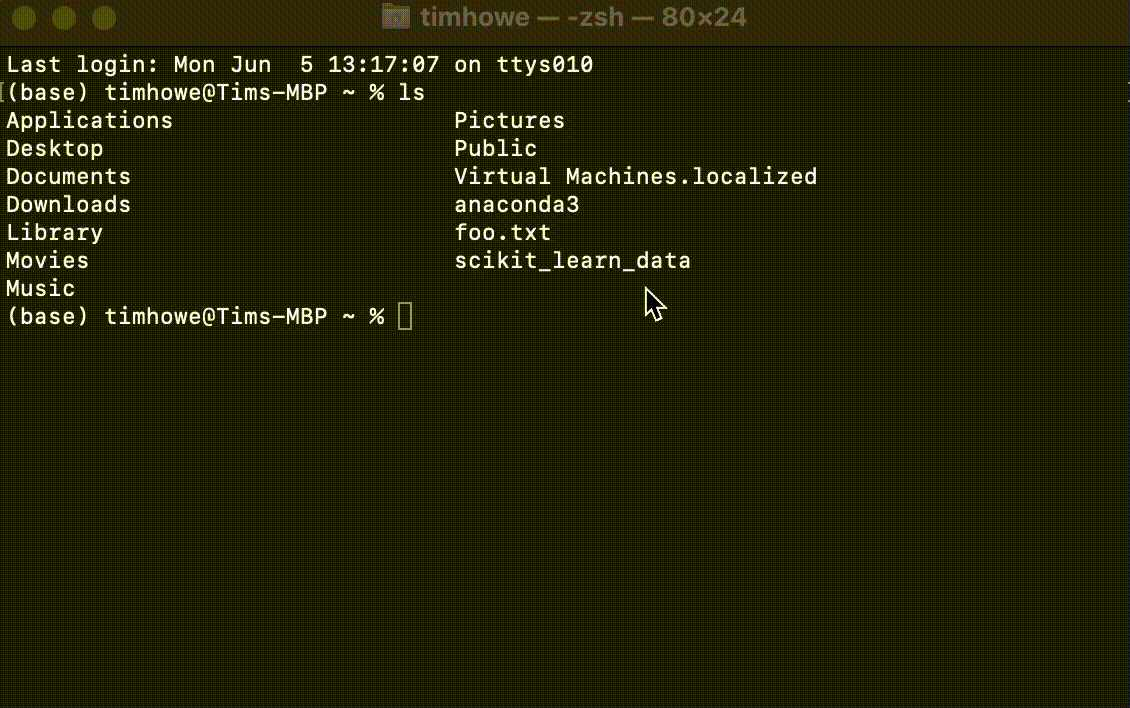 timhowe — -zsh — 80×24
Last login: Mon Jun  5 13:17:07 on ttys010
(base) timhowe@Tims-MBP ~ % ls
Applications                    Pictures
Desktop                         Public
Documents                       Virtual Machines.localized
Downloads                       anaconda3
Library                         foo.txt
Movies                          scikit_learn_data
Music
(base) timhowe@Tims-MBP ~ %